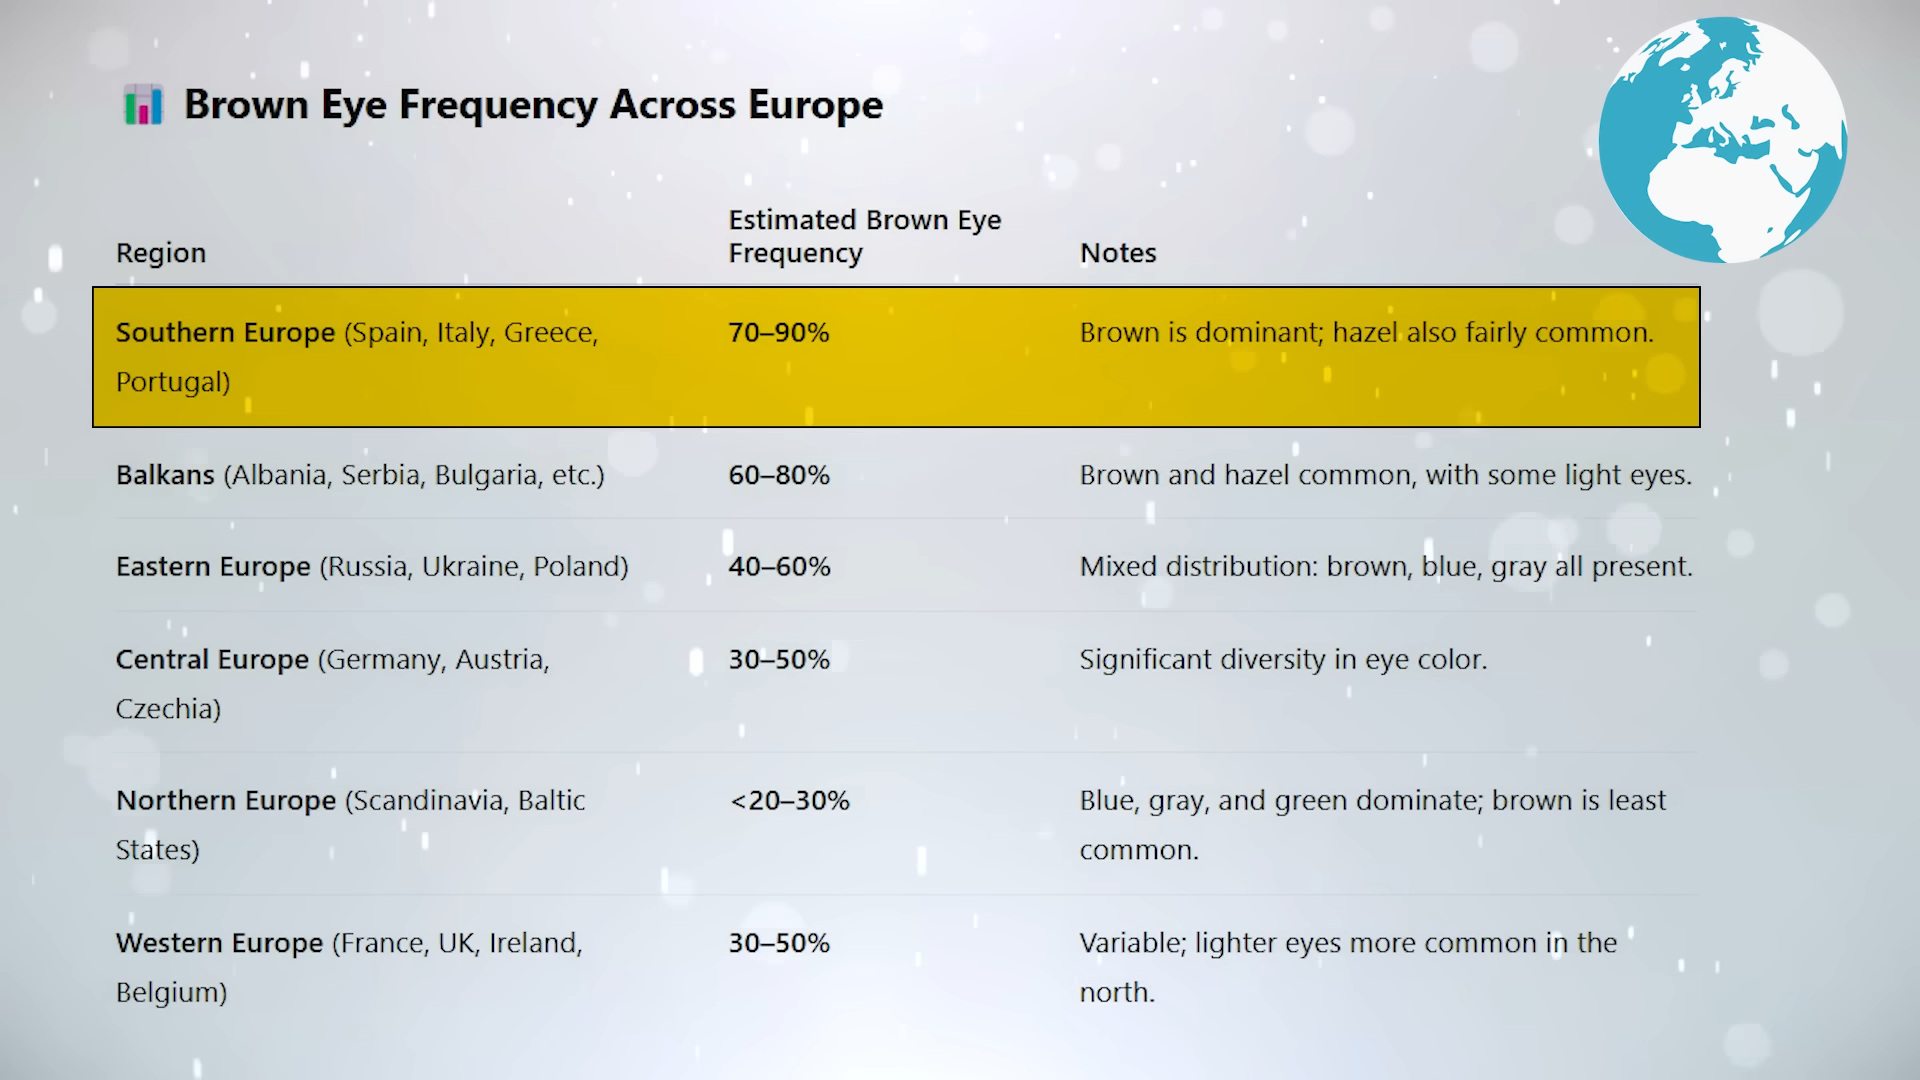 Brown Eye Frequency Across Europe
Region
Estimated Brown Eye
Frequency
Notes
Southern Europe (Spain, Italy, Greece,
Portugal)
70–90%
Brown is dominant; hazel also fairly common.
Balkans (Albania, Serbia, Bulgaria, etc.)
60–80%
Brown and hazel common, with some light eyes.
Eastern Europe (Russia, Ukraine, Poland)
40–60%
Mixed distribution: brown, blue, gray all present.
Central Europe (Germany, Austria,
Czechia)
30–50%
Significant diversity in eye color.
Northern Europe (Scandinavia, Baltic
States)
<20–30%
Blue, gray, and green dominate; brown is least
common.
Western Europe (France, UK, Ireland,
Belgium)
30–50%
Variable; lighter eyes more common in the
north.